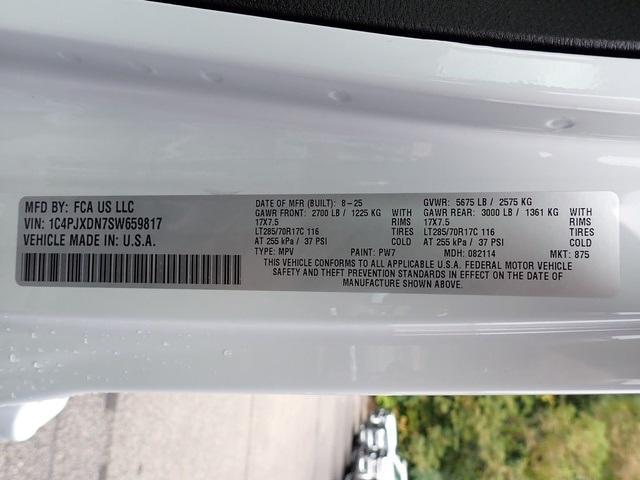 MFD BY: FCA US LLC
VIN: 1C4PJXDN7SW659817
VEHICLE MADE IN: U.S.A.
DATE OF MFR (BUILT): 8-25
GAWR FRONT: 2700 LB / 1225 KG WITH
17X7.5 RIMS
LT285/70R17C 116 TIRES
AT 255 kPa / 37 PSI COLD
GVWR: 5675 LB / 2575 KG
GAWR REAR: 3000 LB / 1361 KG WITH
17X7.5 RIMS
LT285/70R17C 116 TIRES
AT 255 kPa / 37 PSI COLD
TYPE: MPV PAINT: PW7 MDH: 082114 MKT: 875
THIS VEHICLE CONFORMS TO ALL APPLICABLE U.S.A. FEDERAL MOTOR VEHICLE
SAFETY AND THEFT PREVENTION STANDARDS IN EFFECT ON THE DATE OF
MANUFACTURE SHOWN ABOVE.